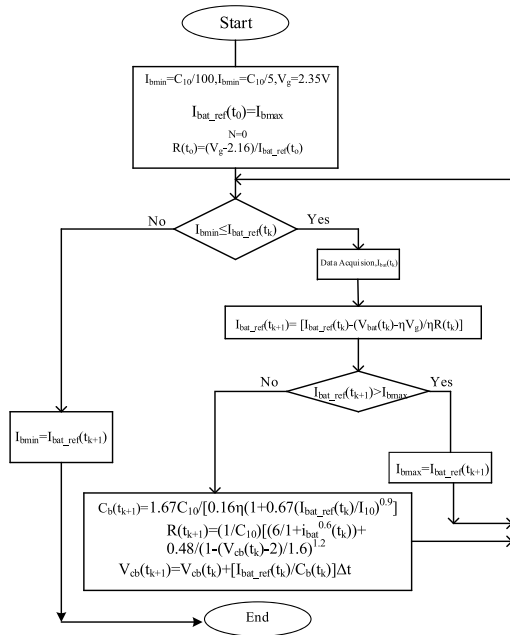 Start
I_bmin=C_10/100,I_bmin=C_10/5,V_g=2.35V
I_bat_ref(t_0)=I_bmax
N=0
R(t_o)=(V_g-2.16)/I_bat_ref(t_o)
No
I_bmin≤I_bat_ref(t_k)
Yes
Data Acquision,I_bat(t_k)
I_bat_ref(t_k+1)= [I_bat_ref(t_k)-(V_bat(t_k)-ηV_g)/ηR(t_k)]
No
I_bat_ref(t_k+1)>I_bmax
Yes
I_bmin=I_bat_ref(t_k+1)
I_bmax=I_bat_ref(t_k+1)
C_b(t_k+1)=1.67C_10/[0.16η(1+0.67(I_bat_ref(t_k)/I_10)^0.9]
R(t_k+1)=(1/C_10)[(6/1+i_bat^0.6(t_k))+
0.48/(1-(V_cb(t_k)-2)/1.6)^1.2
V_cb(t_k+1)=V_cb(t_k)+[I_bat_ref(t_k)/C_b(t_k)]Δt
End